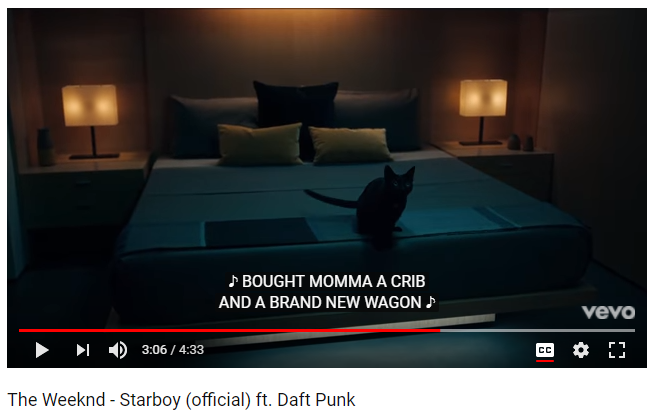 ♪ BOUGHT MOMMA A CRIB
AND A BRAND NEW WAGON ♪
vevo
3:06 / 4:33
CC
The Weeknd - Starboy (official) ft. Daft Punk